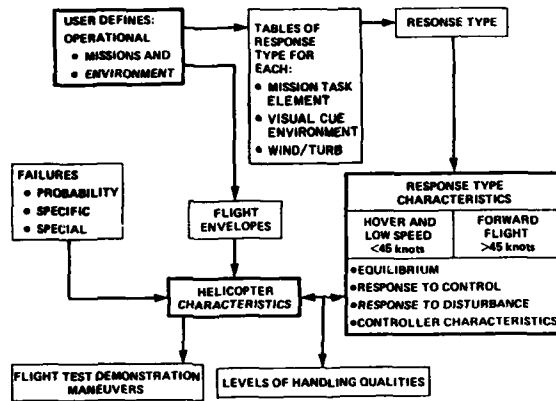 USER DEFINES:
OPERATIONAL
• MISSIONS AND
• ENVIRONMENT
TABLES OF
RESPONSE
TYPE FOR
EACH:
• MISSION TASK
ELEMENT
• VISUAL CUE
ENVIRONMENT
• WIND/TURB
RESONSE TYPE
FAILURES
• PROBABILITY
• SPECIFIC
• SPECIAL
FLIGHT
ENVELOPES
RESPONSE TYPE
CHARACTERISTICS
HOVER AND
LOW SPEED
<45 knots
FORWARD
FLIGHT
>45 knots
• EQUILIBRIUM
• RESPONSE TO CONTROL
• RESPONSE TO DISTURBANCE
• CONTROLLER CHARACTERISTICS
HELICOPTER
CHARACTERISTICS
FLIGHT TEST DEMONSTRATION
MANEUVERS
LEVELS OF HANDLING QUALITIES